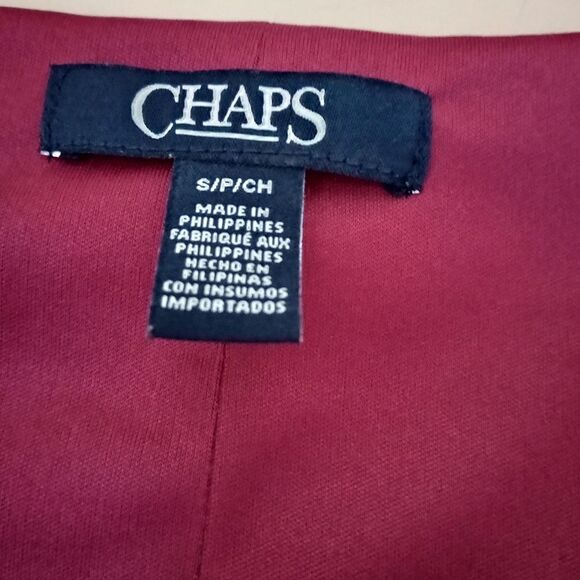 CHAPS
S/P/CH
MADE IN
PHILIPPINES
FABRIQUÉ AUX
PHILIPPINES
HECHO EN
FILIPINAS
CON INSUMOS
IMPORTADOS